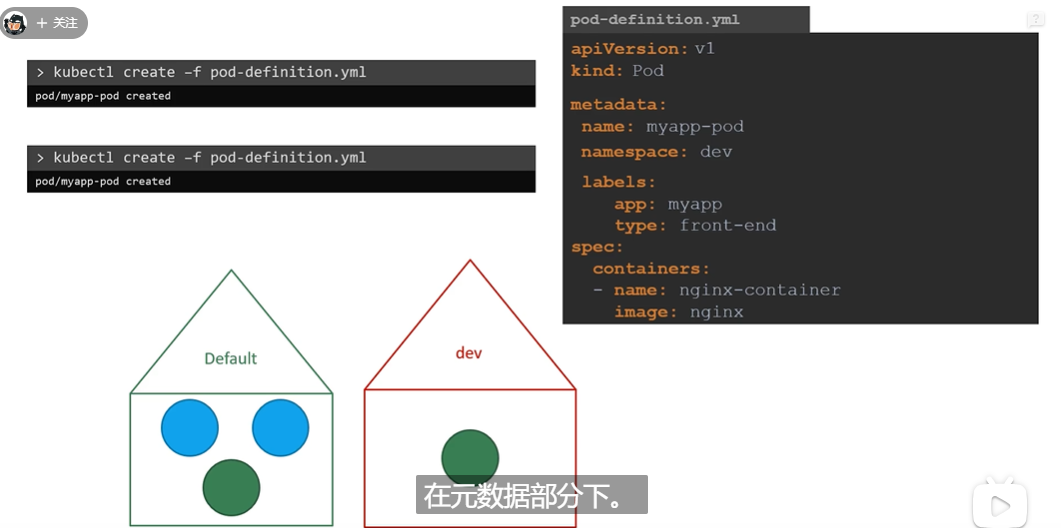 + 关注
> kubectl create –f pod-definition.yml
pod/myapp-pod created
> kubectl create –f pod-definition.yml
pod/myapp-pod created
pod-definition.yml
apiVersion: v1
kind: Pod
metadata:
name: myapp-pod
namespace: dev
labels:
app: myapp
type: front-end
spec:
containers:
- name: nginx-container
image: nginx
Default
dev
在元数据部分下。